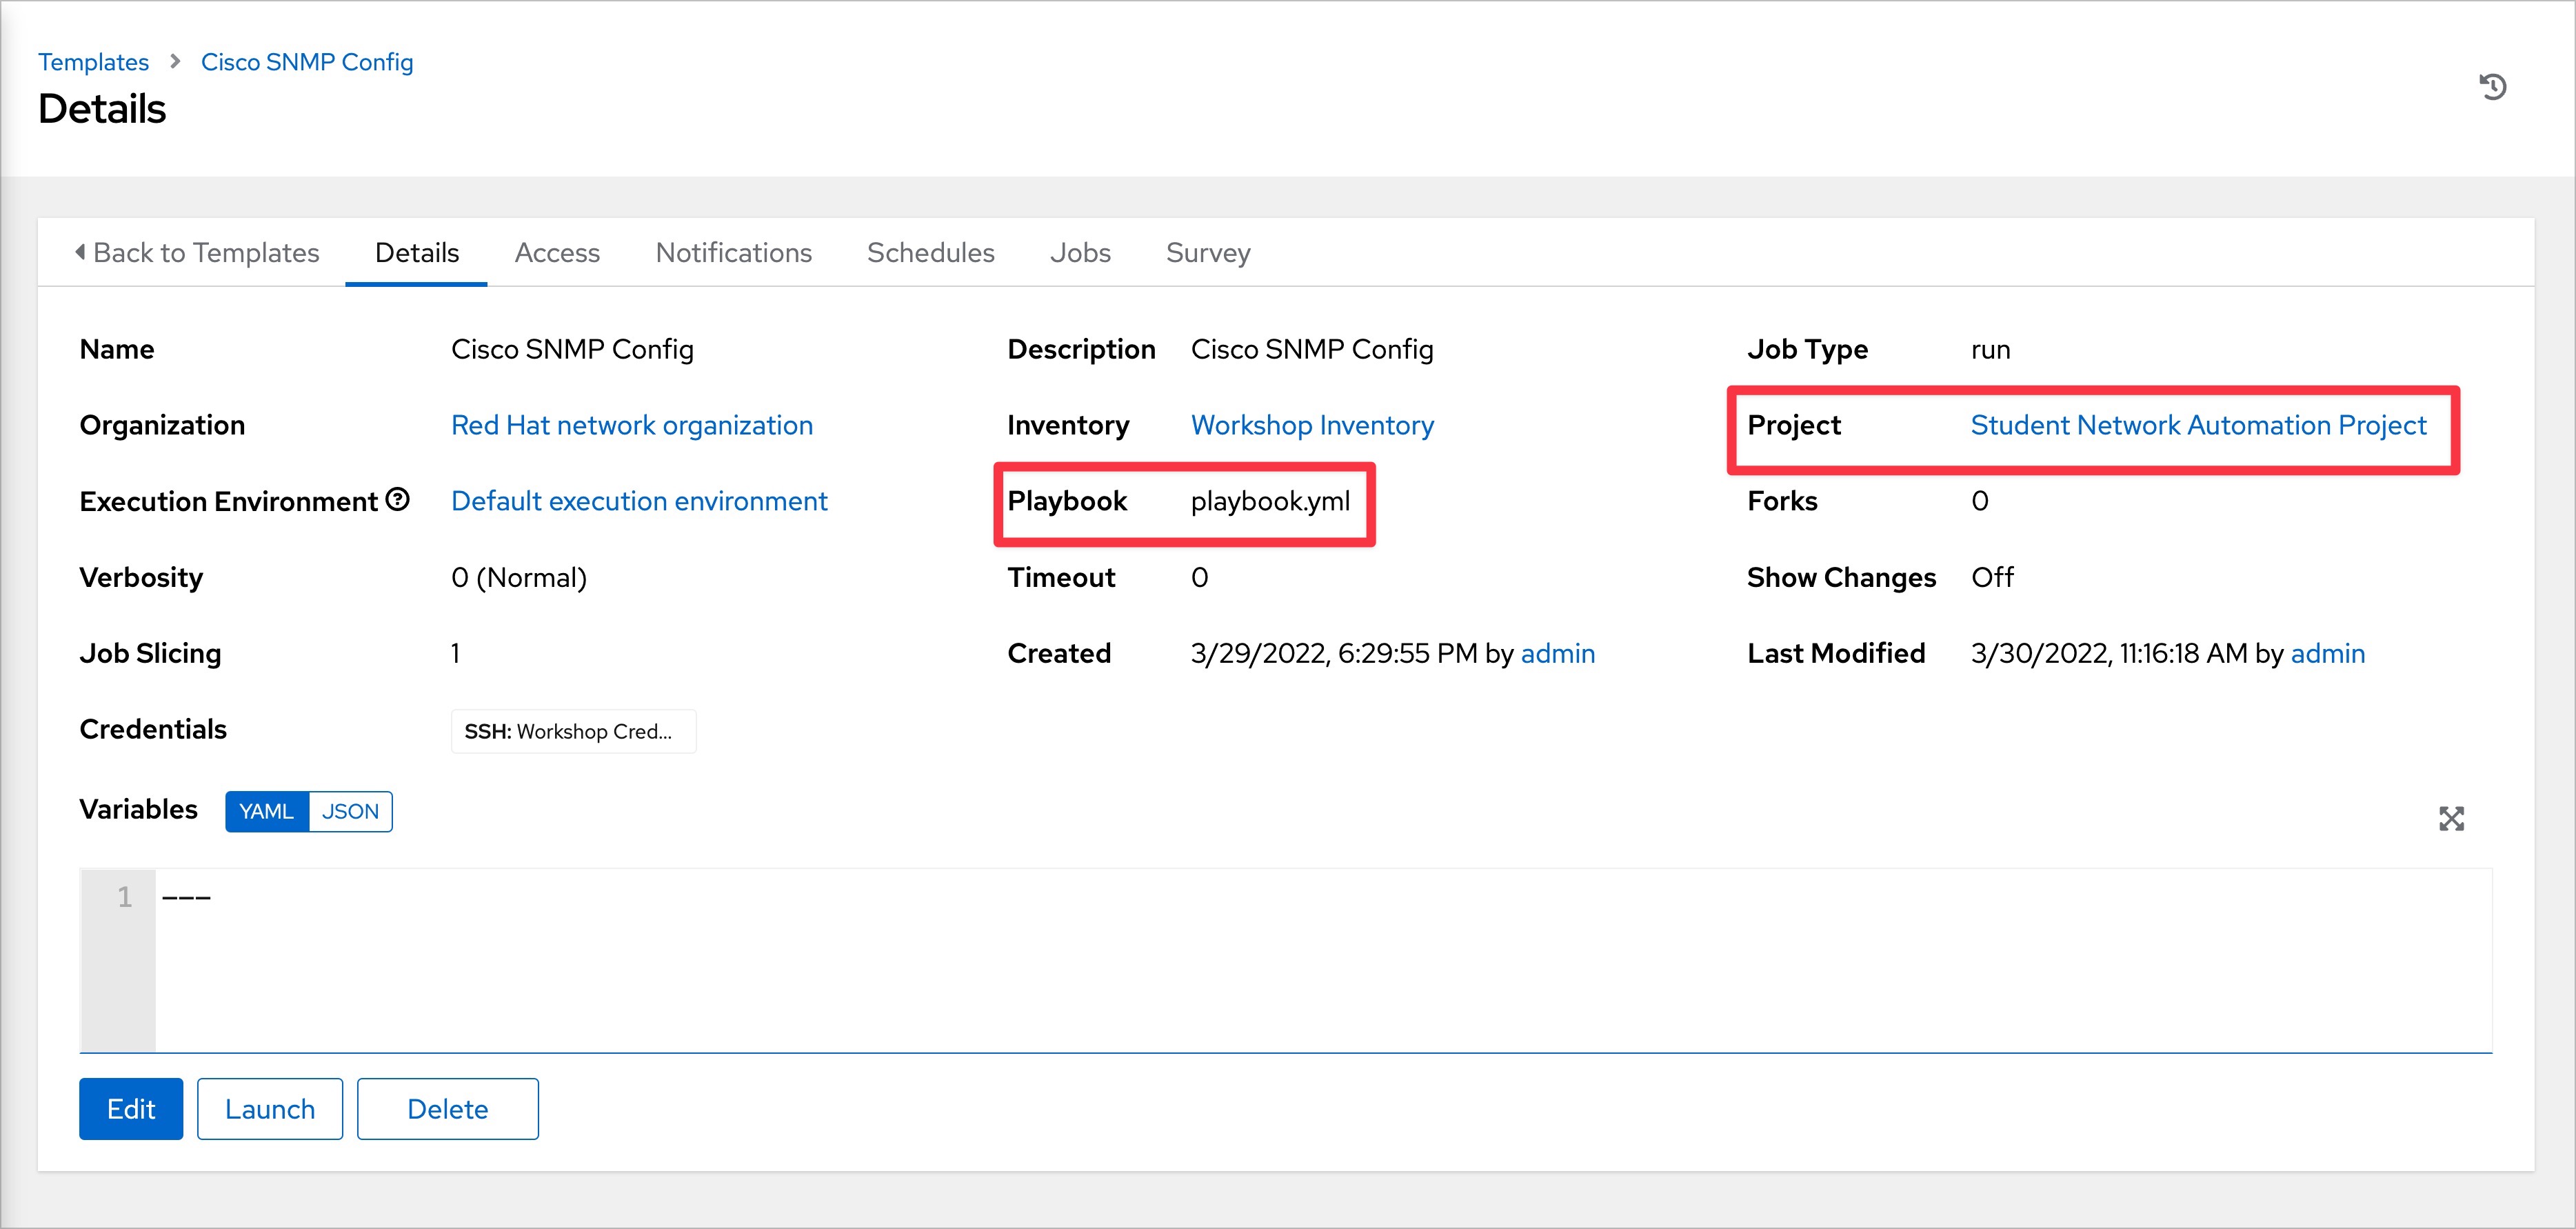 Templates > Cisco SNMP Config
Details
Back to Templates Details Access Notifications Schedules Jobs Survey
Name Cisco SNMP Config Description Cisco SNMP Config Job Type run
Organization Red Hat network organization Inventory Workshop Inventory Project Student Network Automation Project
Execution Environment ? Default execution environment Playbook playbook.yml Forks 0
Verbosity 0 (Normal) Timeout 0 Show Changes Off
Job Slicing 1 Created 3/29/2022, 6:29:55 PM by admin Last Modified 3/30/2022, 11:16:18 AM by admin
Credentials SSH: Workshop Cred...
Variables YAML JSON
1 ---
Edit Launch Delete